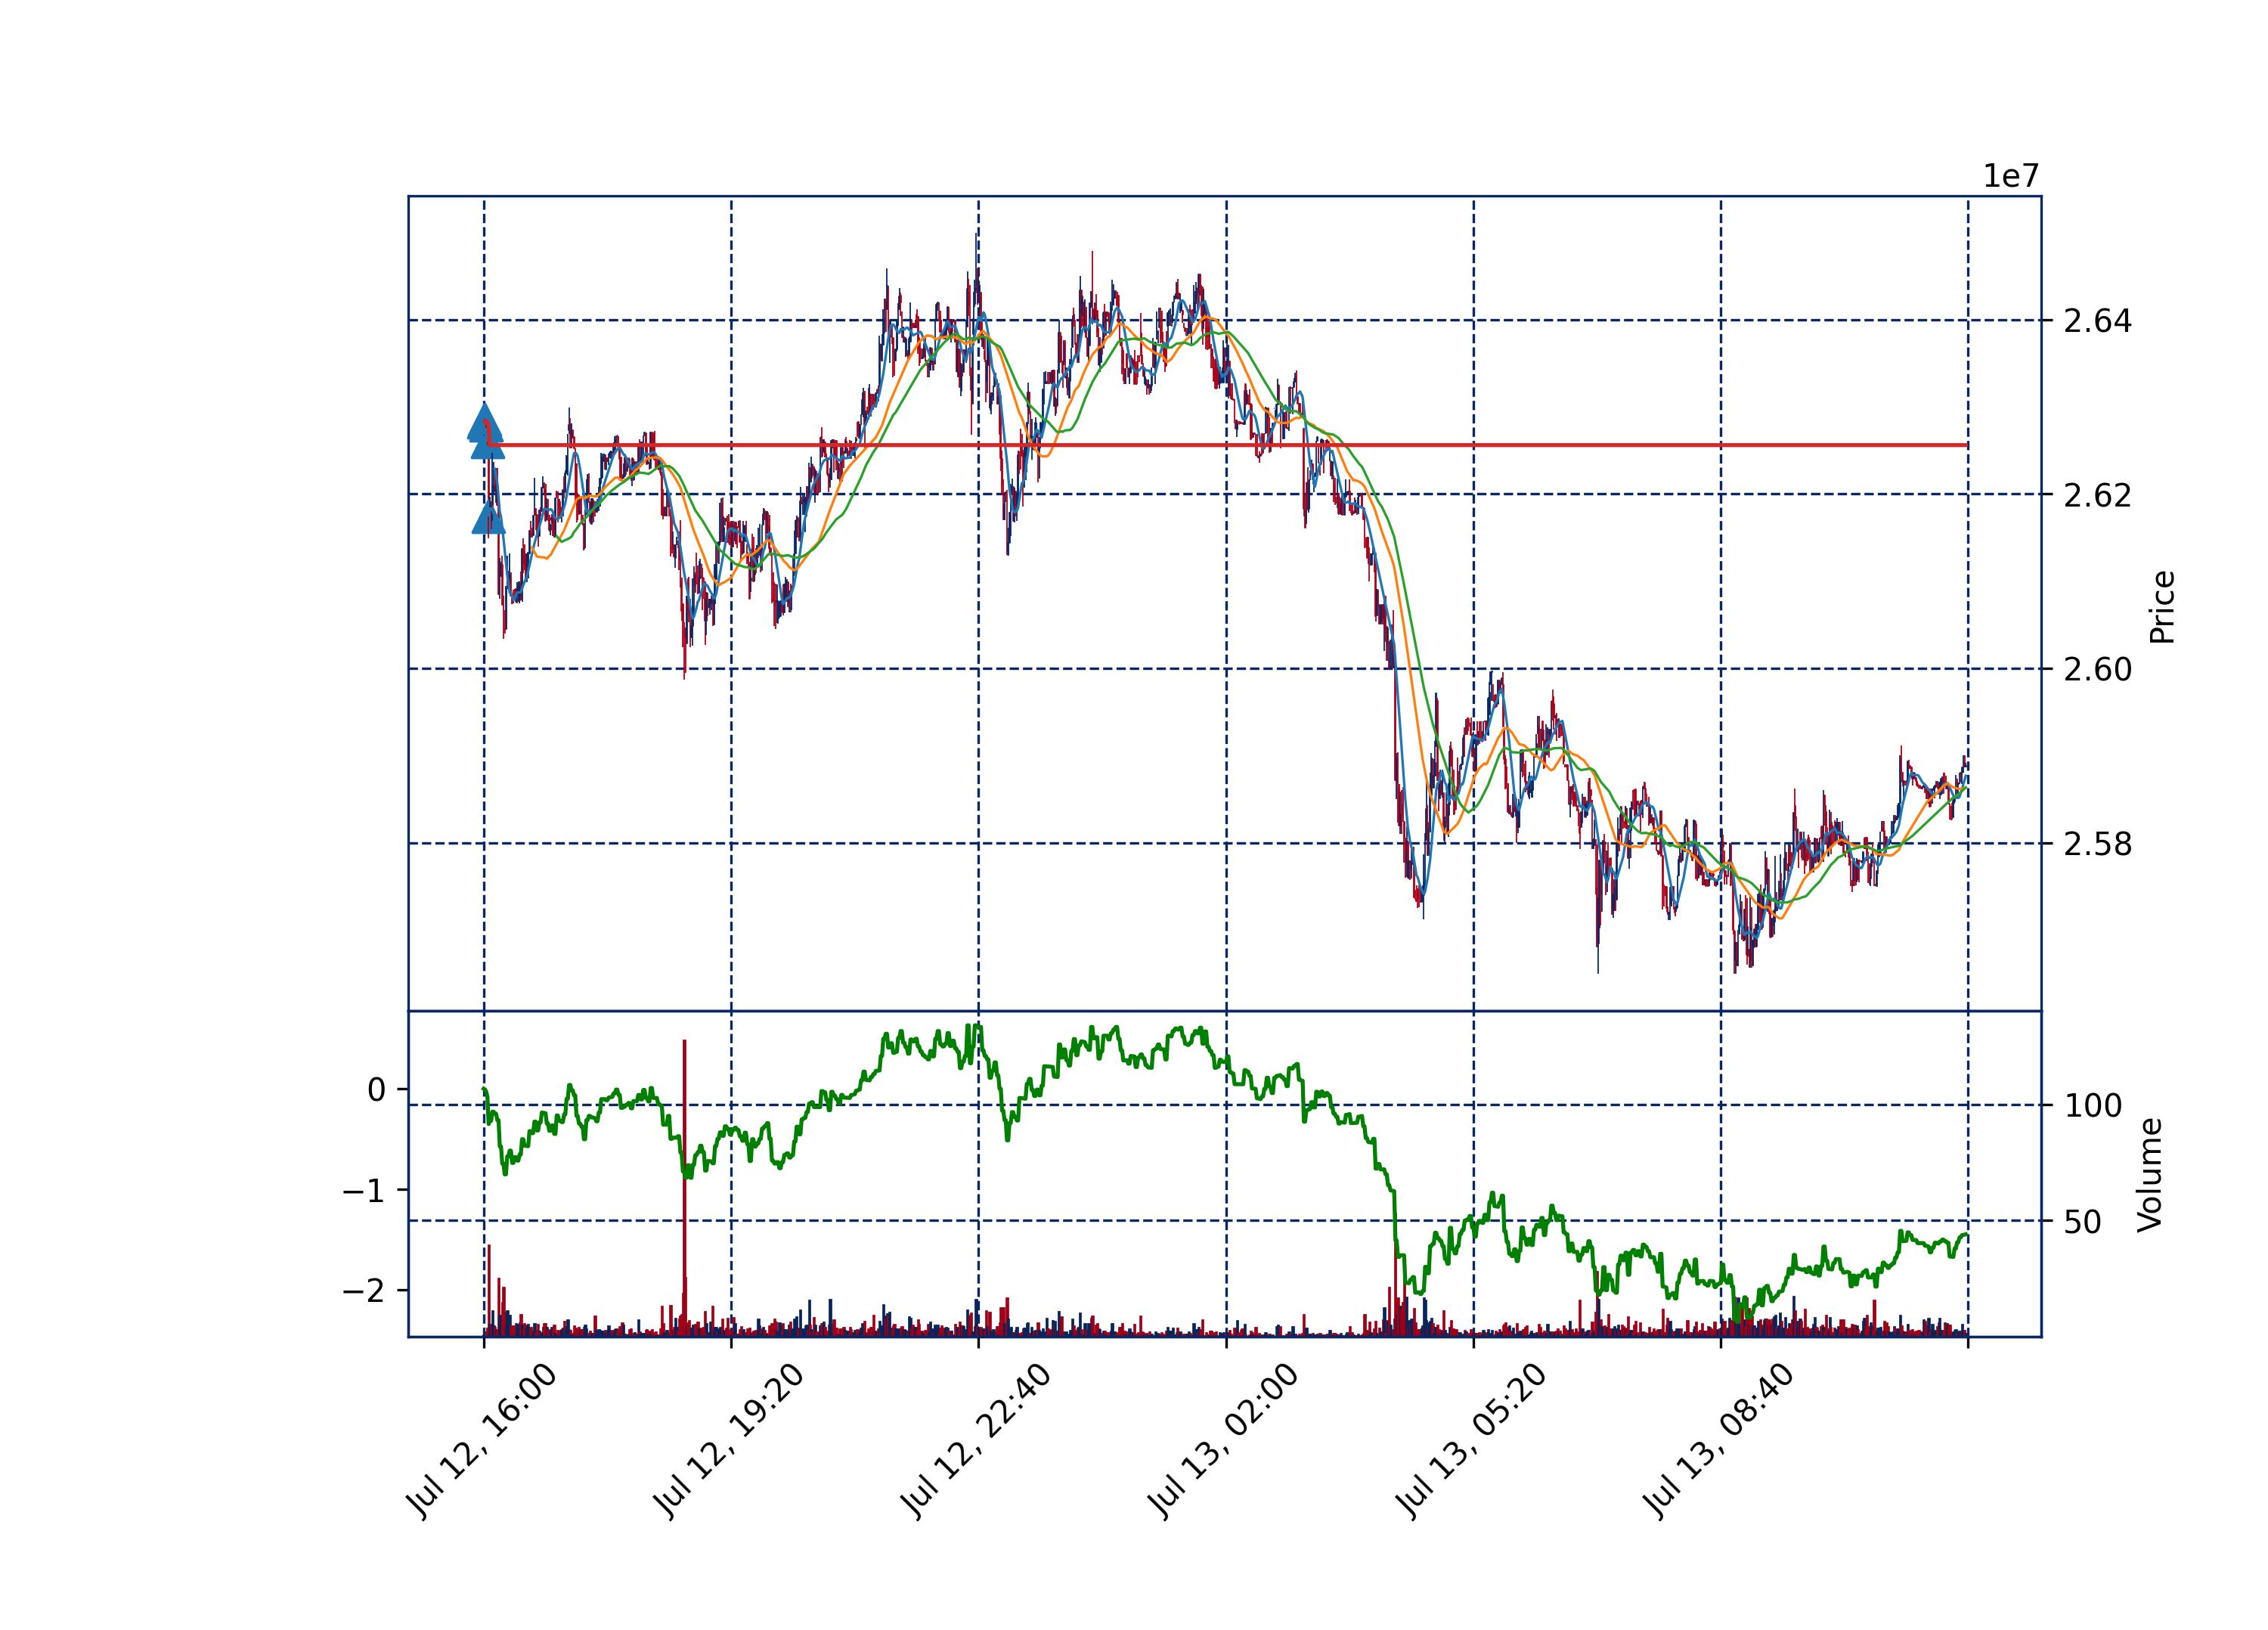 1e7
2.64
2.62
2.60
2.58
Price
0
−1
−2
100
50
Volume
Jul 12, 16:00
Jul 12, 19:20
Jul 12, 22:40
Jul 13, 02:00
Jul 13, 05:20
Jul 13, 08:40